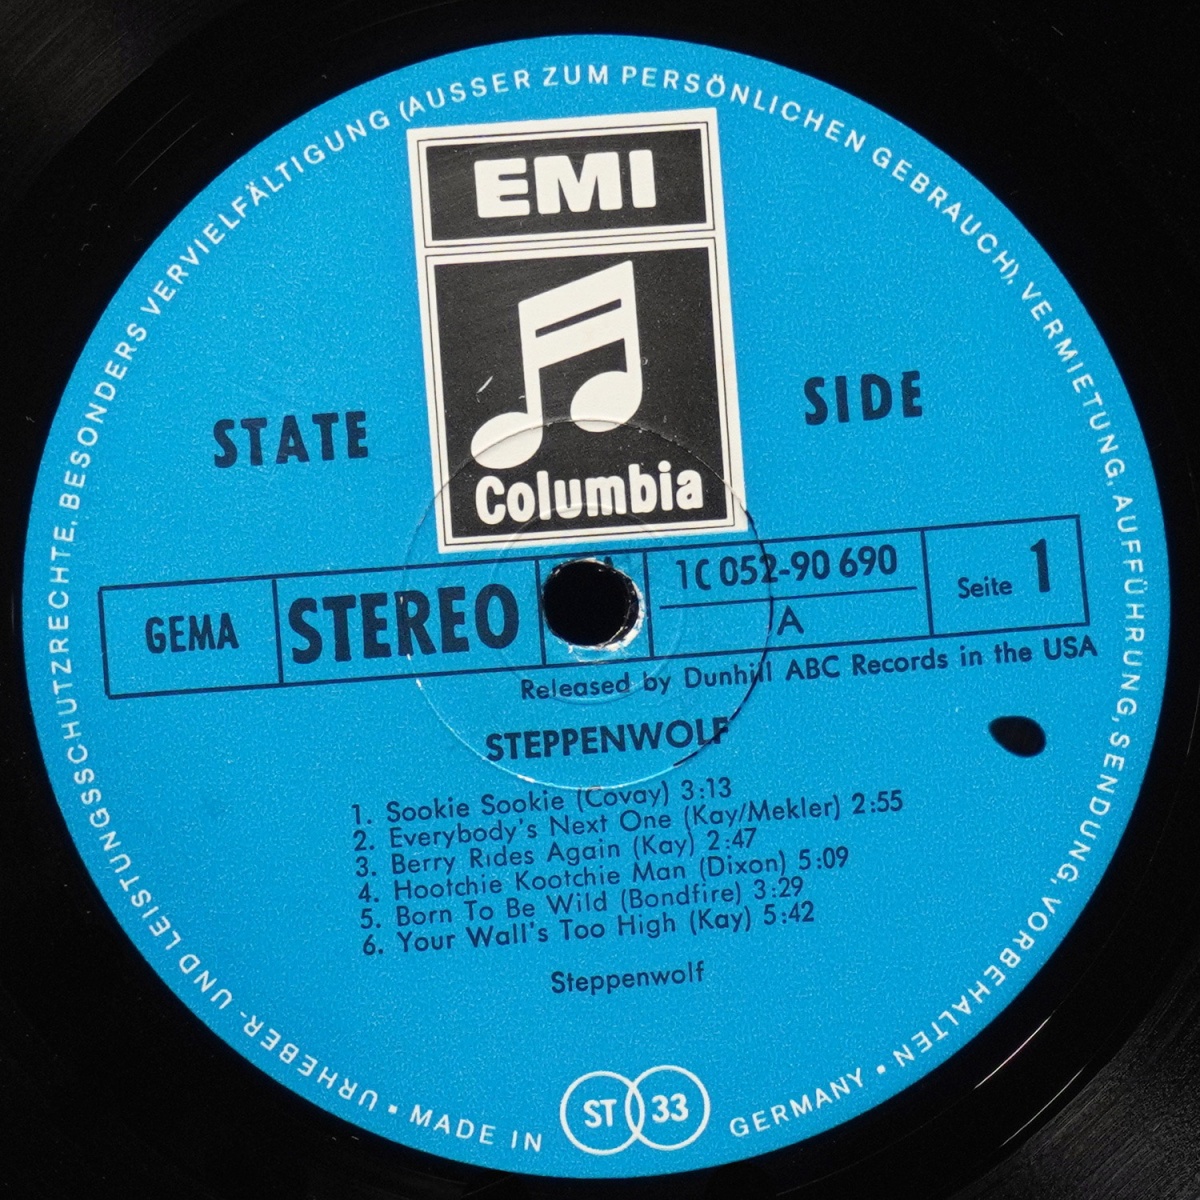 URHEBER- UND LEISTUNGSSCHUTZRECHTE, BESONDERS VERVIELFÄLTIGUNG (AUSSER ZUM PERSÖNLICHEN GEBRAUCH), VERMIETUNG, AUFFÜHRUNG, SENDUNG, VORBEHALTEN ▪
EMI
STATE SIDE
Columbia
GEMA STEREO 1C 052-90 690 Seite 1
A
Released by Dunhill ABC Records in the USA
STEPPENWOLF
1. Sookie Sookie (Covay) 3:13
2. Everybody's Next One (Kay/Mekler) 2:55
3. Berry Rides Again (Kay) 2:47
4. Hootchie Kootchie Man (Dixon) 5:09
5. Born To Be Wild (Bondfire) 3:29
6. Your Wall's Too High (Kay) 5:42
Steppenwolf
▪ MADE IN ST 33 GERMANY